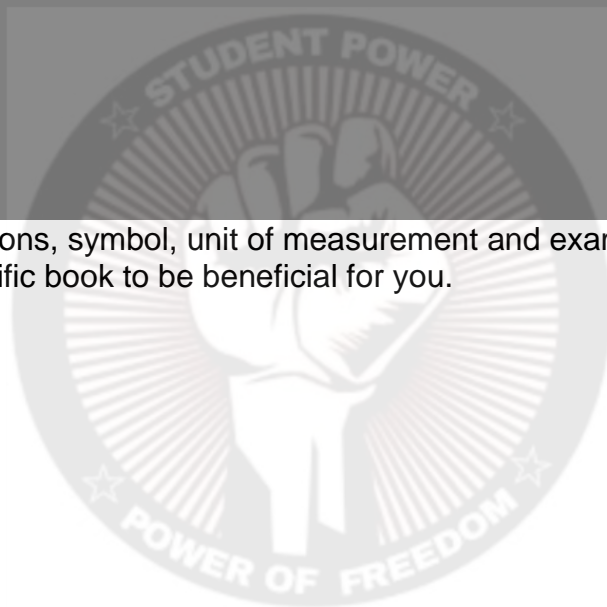 STUDENT POWER
ons, symbol, unit of measurement and exar
ific book to be beneficial for you.
POWER OF FREEDOM